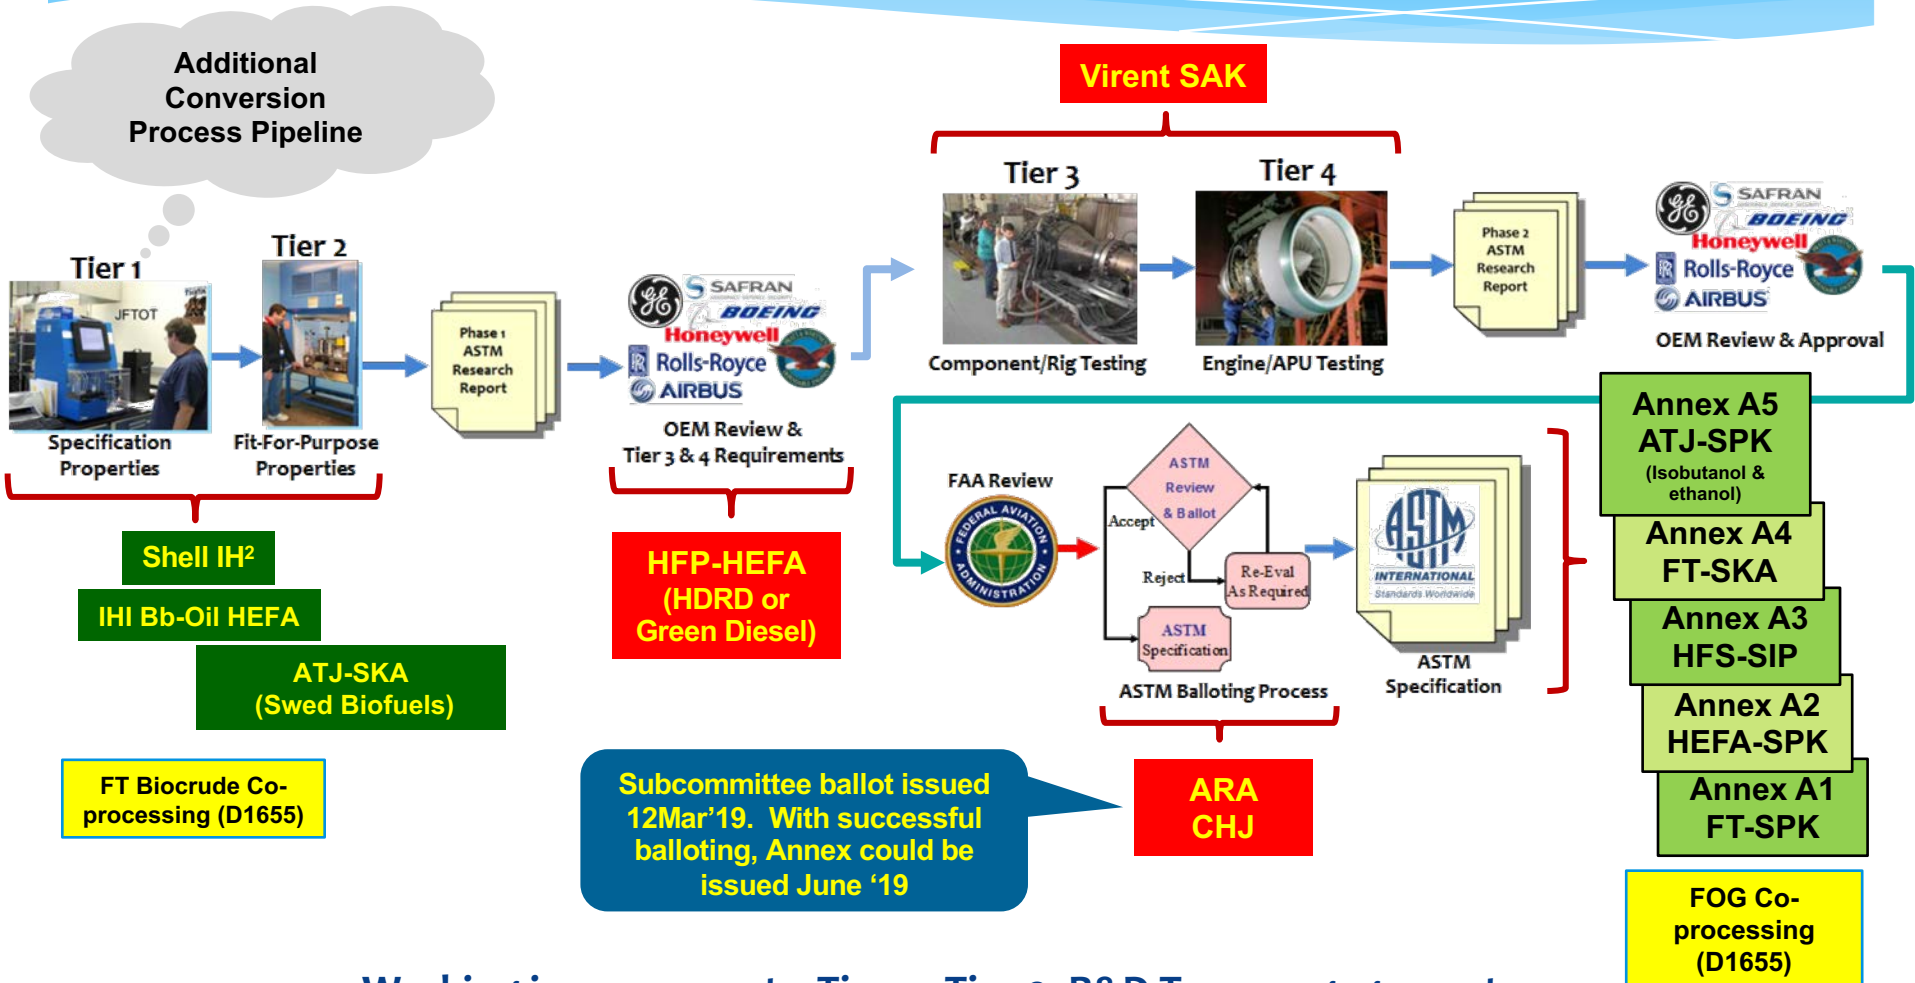 Additional
Conversion
Process Pipeline
Virent SAK
Tier 1
JFTOT
Specification
Properties
Tier 2
Fit-For-Purpose
Properties
Phase 1
ASTM
Research
Report
GE
SAFRAN
BOEING
Honeywell
Rolls-Royce
AIRBUS
OEM Review &
Tier 3 & 4 Requirements
Tier 3
Component/Rig Testing
Tier 4
Engine/APU Testing
Phase 2
ASTM
Research
Report
GE
SAFRAN
BOEING
Honeywell
Rolls-Royce
AIRBUS
OEM Review & Approval
Shell IH²
IHI Bb-Oil HEFA
ATJ-SKA
(Swed Biofuels)
FT Biocrude Co-
processing (D1655)
HFP-HEFA
(HDRD or
Green Diesel)
FAA Review
FEDERAL AVIATION
ADMINISTRATION
ASTM
Review
& Ballot
Accept
Reject
Re-Eval
As Required
ASTM
Specification
ASTM Balloting Process
ASTM
INTERNATIONAL
Standards Worldwide
ASTM
Specification
Subcommittee ballot issued
12Mar’19. With successful
balloting, Annex could be
issued June ‘19
ARA
CHJ
Annex A5
ATJ-SPK
(Isobutanol &
ethanol)
Annex A4
FT-SKA
Annex A3
HFS-SIP
Annex A2
HEFA-SPK
Annex A1
FT-SPK
FOG Co-
processing
(D1655)